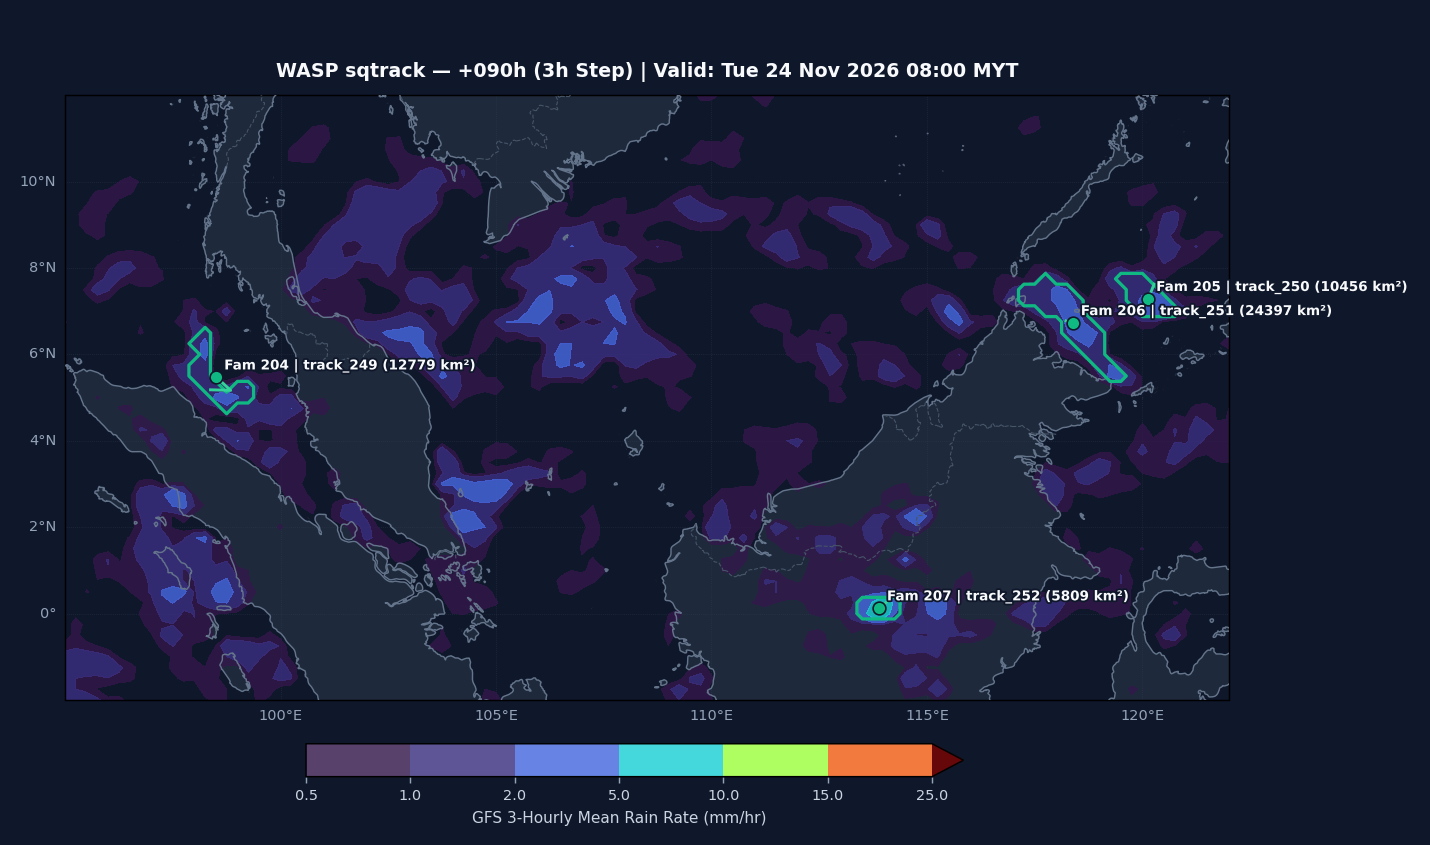 WASP sqtrack — +090h (3h Step) | Valid: Tue 24 Nov 2026 08:00 MYT
10°N
8°N
6°N
4°N
2°N
0°
Fam 205 | track_250 (10456 km²)
Fam 206 | track_251 (24397 km²)
Fam 204 | track_249 (12779 km²)
Fam 207 | track_252 (5809 km²)
100°E 105°E 110°E 115°E 120°E
0.5 1.0 2.0 5.0 10.0 15.0 25.0
GFS 3-Hourly Mean Rain Rate (mm/hr)